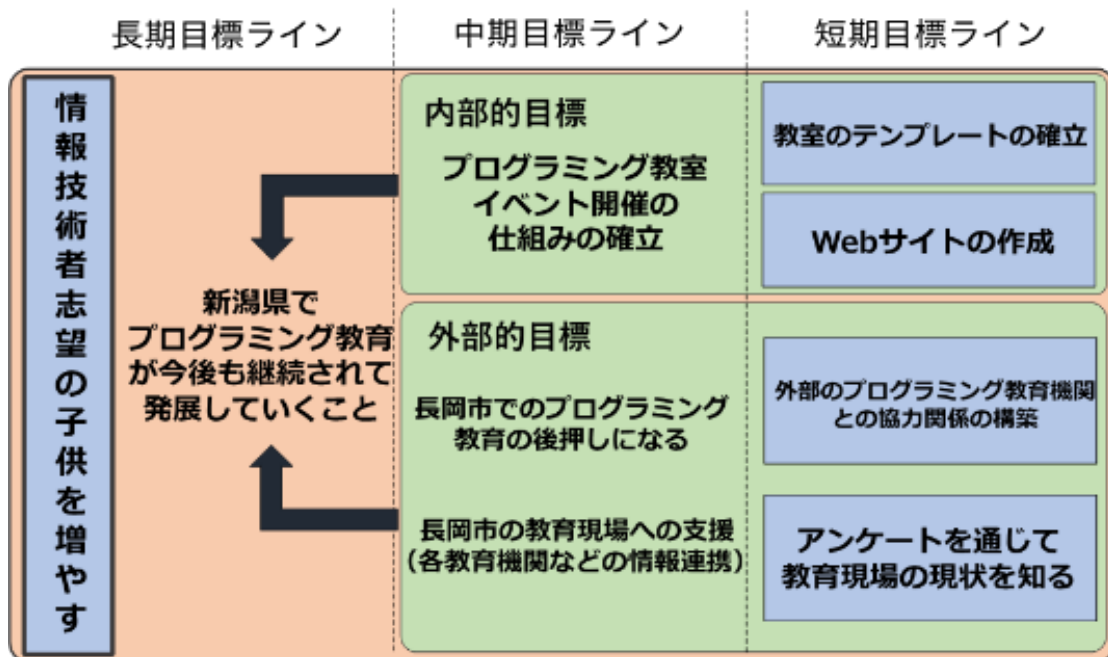 長期目標ライン
中期目標ライン
短期目標ライン
情報技術者志望の子供を増やす
新潟県で
プログラミング教育
が今後も継続されて
発展していくこと
内部的目標
プログラミング教室
イベント開催の
仕組みの確立
教室のテンプレートの確立
Webサイトの作成
外部的目標
長岡市でのプログラミング
教育の後押しになる
長岡市の教育現場への支援
(各教育機関などの情報連携)
外部のプログラミング教育機関
との協力関係の構築
アンケートを通じて
教育現場の現状を知る